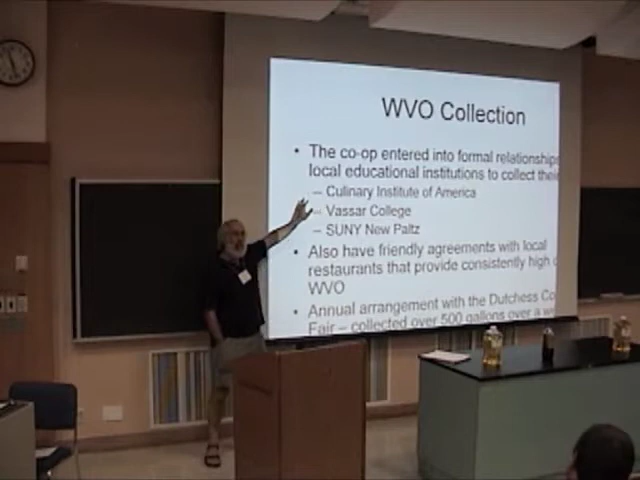 WVO Collection
• The co-op entered into formal relationships
local educational institutions to collect their
– Culinary Institute of America
– Vassar College
– SUNY New Paltz
• Also have friendly agreements with local
restaurants that provide consistently high
WVO
• Annual arrangement with the Dutchess Co
Fair – collected over 500 gallons over a